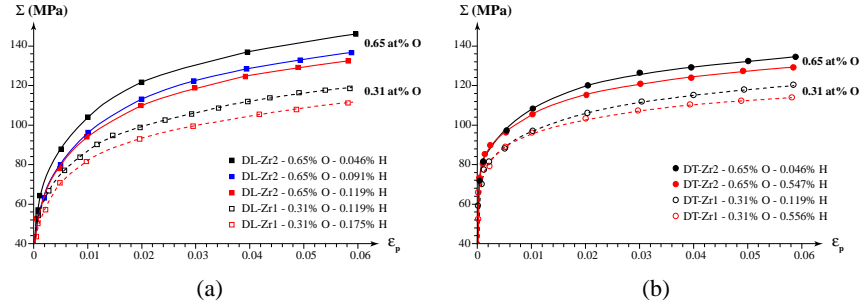 Σ (MPa)
140
120
100
80
60
40
0.65 at% O
0.31 at% O
DL-Zr2 - 0.65% O - 0.046% H
DL-Zr2 - 0.65% O - 0.091% H
DL-Zr2 - 0.65% O - 0.119% H
DL-Zr1 - 0.31% O - 0.119% H
DL-Zr1 - 0.31% O - 0.175% H
0.00 0.01 0.02 0.03 0.04 0.05 0.06
εp
(a)
Σ (MPa)
140
120
100
80
60
40
0.65 at% O
0.31 at% O
DT-Zr2 - 0.65% O - 0.046% H
DT-Zr2 - 0.65% O - 0.547% H
DT-Zr1 - 0.31% O - 0.119% H
DT-Zr1 - 0.31% O - 0.556% H
0.00 0.01 0.02 0.03 0.04 0.05 0.06
εp
(b)